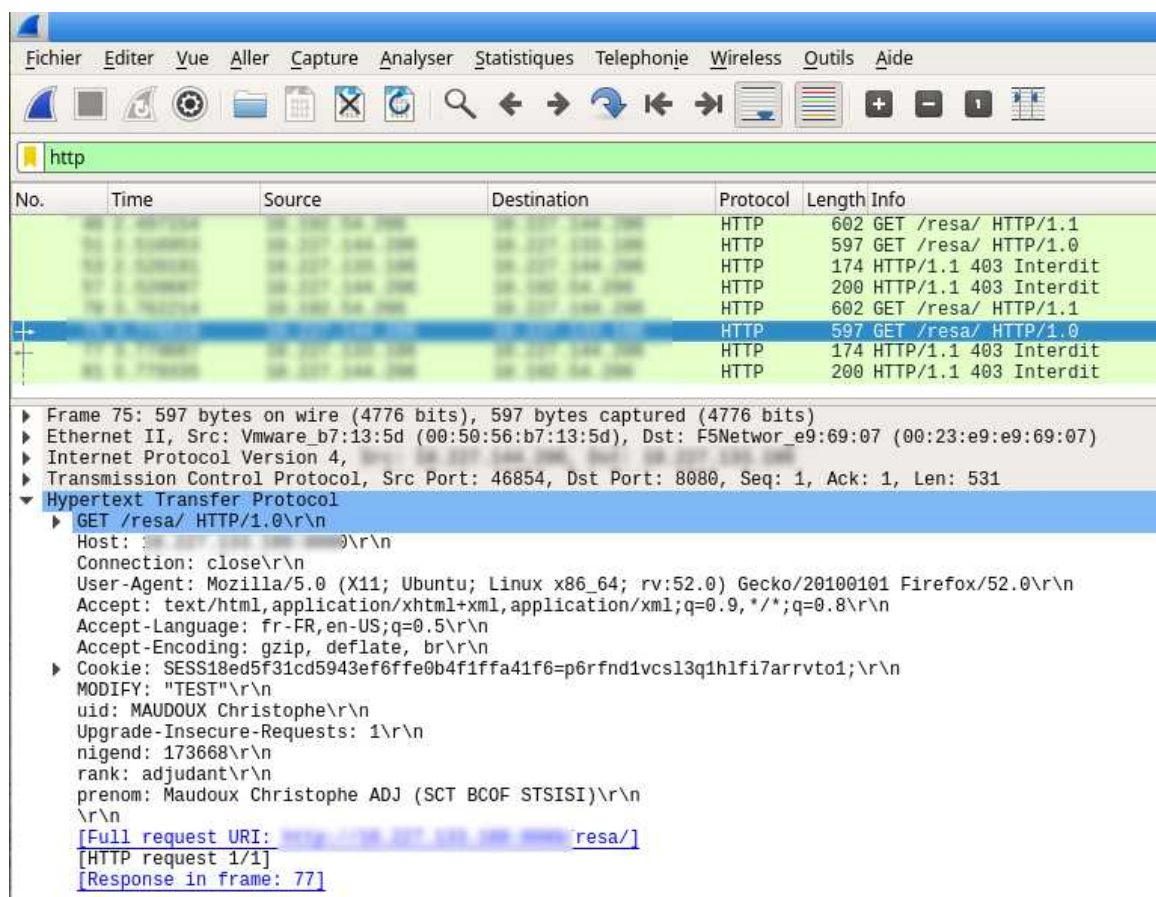 Fichier Editer Vue Aller Capture Analyser Statistiques Telephonie Wireless Outils Aide
http
No. Time Source Destination Protocol Length Info
HTTP 602 GET /resa/ HTTP/1.1
HTTP 597 GET /resa/ HTTP/1.0
HTTP 174 HTTP/1.1 403 Interdit
HTTP 200 HTTP/1.1 403 Interdit
HTTP 602 GET /resa/ HTTP/1.1
HTTP 597 GET /resa/ HTTP/1.0
HTTP 174 HTTP/1.1 403 Interdit
HTTP 200 HTTP/1.1 403 Interdit
Frame 75: 597 bytes on wire (4776 bits), 597 bytes captured (4776 bits)
Ethernet II, Src: Vmware_b7:13:5d (00:50:56:b7:13:5d), Dst: F5Networ_e9:69:07 (00:23:e9:e9:69:07)
Internet Protocol Version 4,
Transmission Control Protocol, Src Port: 46854, Dst Port: 8080, Seq: 1, Ack: 1, Len: 531
Hypertext Transfer Protocol
GET /resa/ HTTP/1.0\r\n
Host: \r\n
Connection: close\r\n
User-Agent: Mozilla/5.0 (X11; Ubuntu; Linux x86_64; rv:52.0) Gecko/20100101 Firefox/52.0\r\n
Accept: text/html,application/xhtml+xml,application/xml;q=0.9,*/*;q=0.8\r\n
Accept-Language: fr-FR,en-US;q=0.5\r\n
Accept-Encoding: gzip, deflate, br\r\n
Cookie: SESS18ed5f31cd5943ef6ffe0b4f1ffa41f6=p6rfnd1vcsl3q1hlfi7arrvto1;\r\n
MODIFY: "TEST"\r\n
uid: MAUDOUX Christophe\r\n
Upgrade-Insecure-Requests: 1\r\n
nigend: 173668\r\n
rank: adjudant\r\n
prenom: Maudoux Christophe ADJ (SCT BCOF STSISI)\r\n
\r\n
[Full request URI: resa/]
[HTTP request 1/1]
[Response in frame: 77]